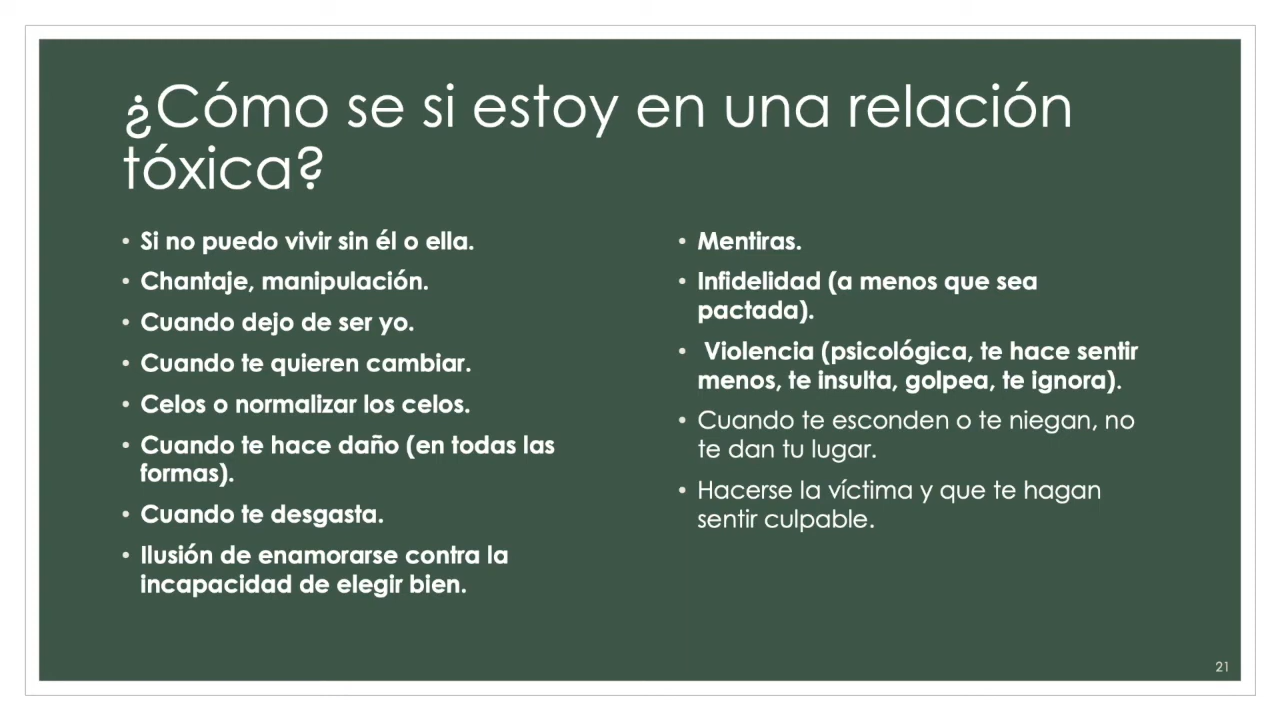 ¿Cómo se si estoy en una relación
tóxica?
• Si no puedo vivir sin él o ella.
• Chantaje, manipulación.
• Cuando dejo de ser yo.
• Cuando te quieren cambiar.
• Celos o normalizar los celos.
• Cuando te hace daño (en todas las
formas).
• Cuando te desgasta.
• Ilusión de enamorarse contra la
incapacidad de elegir bien.
• Mentiras.
• Infidelidad (a menos que sea
pactada).
• Violencia (psicológica, te hace sentir
menos, te insulta, golpea, te ignora).
• Cuando te esconden o te niegan, no
te dan tu lugar.
• Hacerse la víctima y que te hagan
sentir culpable.
21